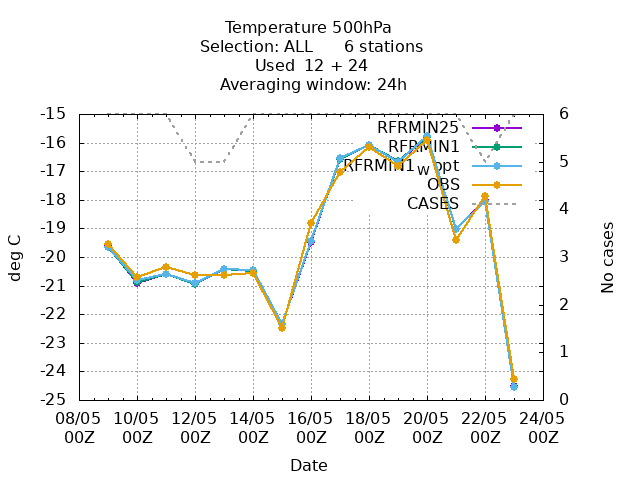 Temperature 500hPa
Selection: ALL 6 stations
Used 12 + 24
Averaging window: 24h
-15 6
RFRMIN25
-16 RFRMIN1
-17 RFRMIN1_w_opt 5
-18 OBS
CASES 4
-19
-20 3
-21
-22 2
-23
-24 1
-25 0
08/05 10/05 12/05 14/05 16/05 18/05 20/05 22/05 24/05
00Z 00Z 00Z 00Z 00Z 00Z 00Z 00Z 00Z
Date
deg C
No cases